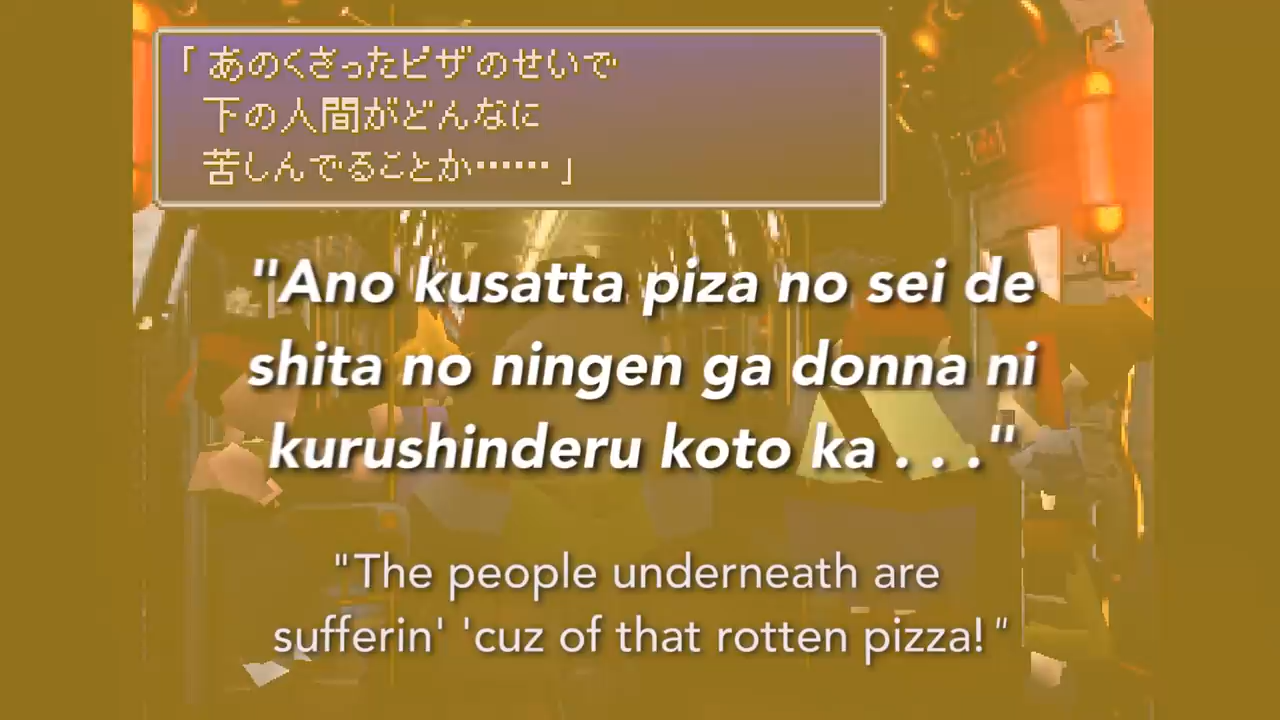 「あのくさったピザのせいで
下の人間がどんなに
苦しんでることか……」
"Ano kusatta piza no sei de
shita no ningen ga donna ni
kurushinderu koto ka . . ."
"The people underneath are
sufferin' 'cuz of that rotten pizza!"